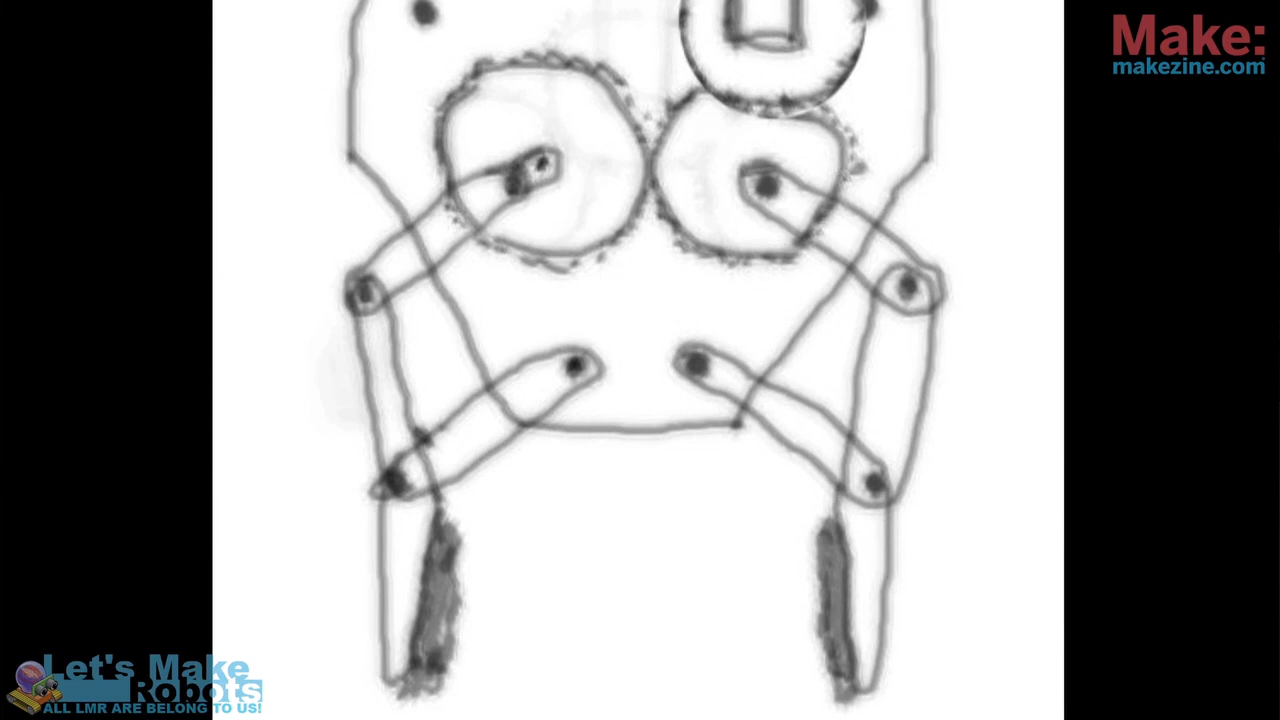 Make:
makezine.com
Let's Make
Robots
ALL LMR ARE BELONG TO US!